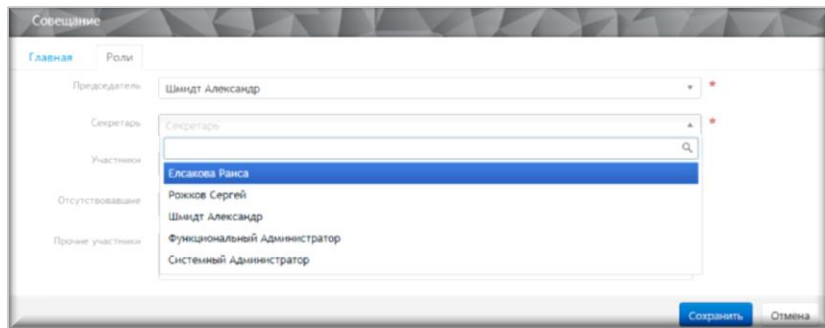 Совещание
Главная Роли
Председатель Шмидт Александр *
Секретарь Секретарь *
Участники
Елсакова Раиса
Рожков Сергей
Отсутствовавшие
Шмидт Александр
Прочие участники
Функциональный Администратор
Системный Администратор
Сохранить Отмена